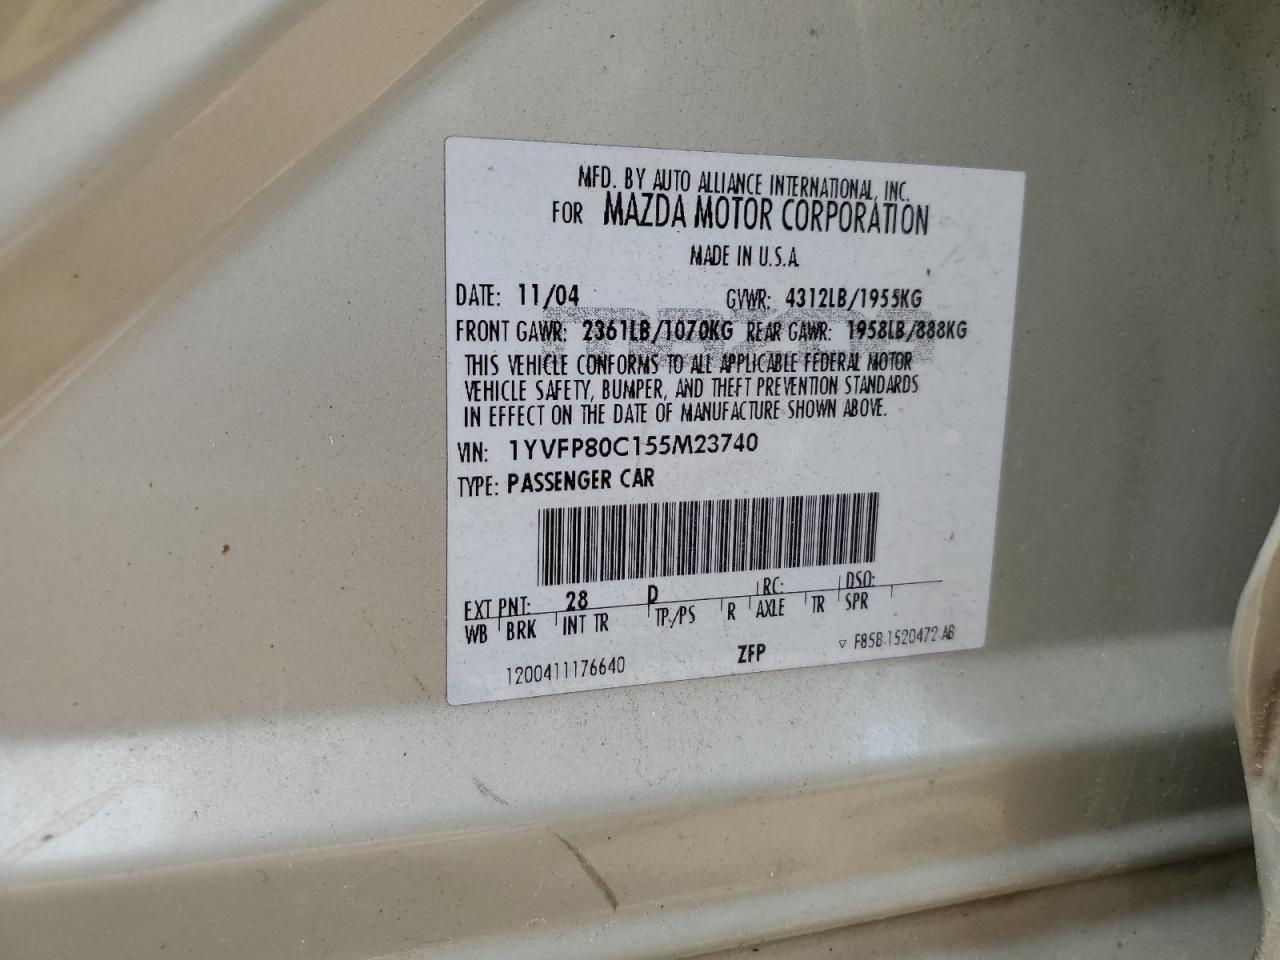 MFD. BY AUTO ALLIANCE INTERNATIONAL, INC.
FOR MAZDA MOTOR CORPORATION
MADE IN U.S.A.
DATE: 11/04 GVWR: 4312LB/1955KG
FRONT GAWR: 2361LB/1070KG REAR GAWR: 1958LB/888KG
THIS VEHICLE CONFORMS TO ALL APPLICABLE FEDERAL MOTOR
VEHICLE SAFETY, BUMPER, AND THEFT PREVENTION STANDARDS
IN EFFECT ON THE DATE OF MANUFACTURE SHOWN ABOVE.
VIN: 1YVFP80C155M23740
TYPE: PASSENGER CAR
EXT PNT: 28 D RC: DSO:
WB BRK INT TR TP/PS R AXLE TR SPR
1200411176640 ZFP ▽ F85B-1520472-AB